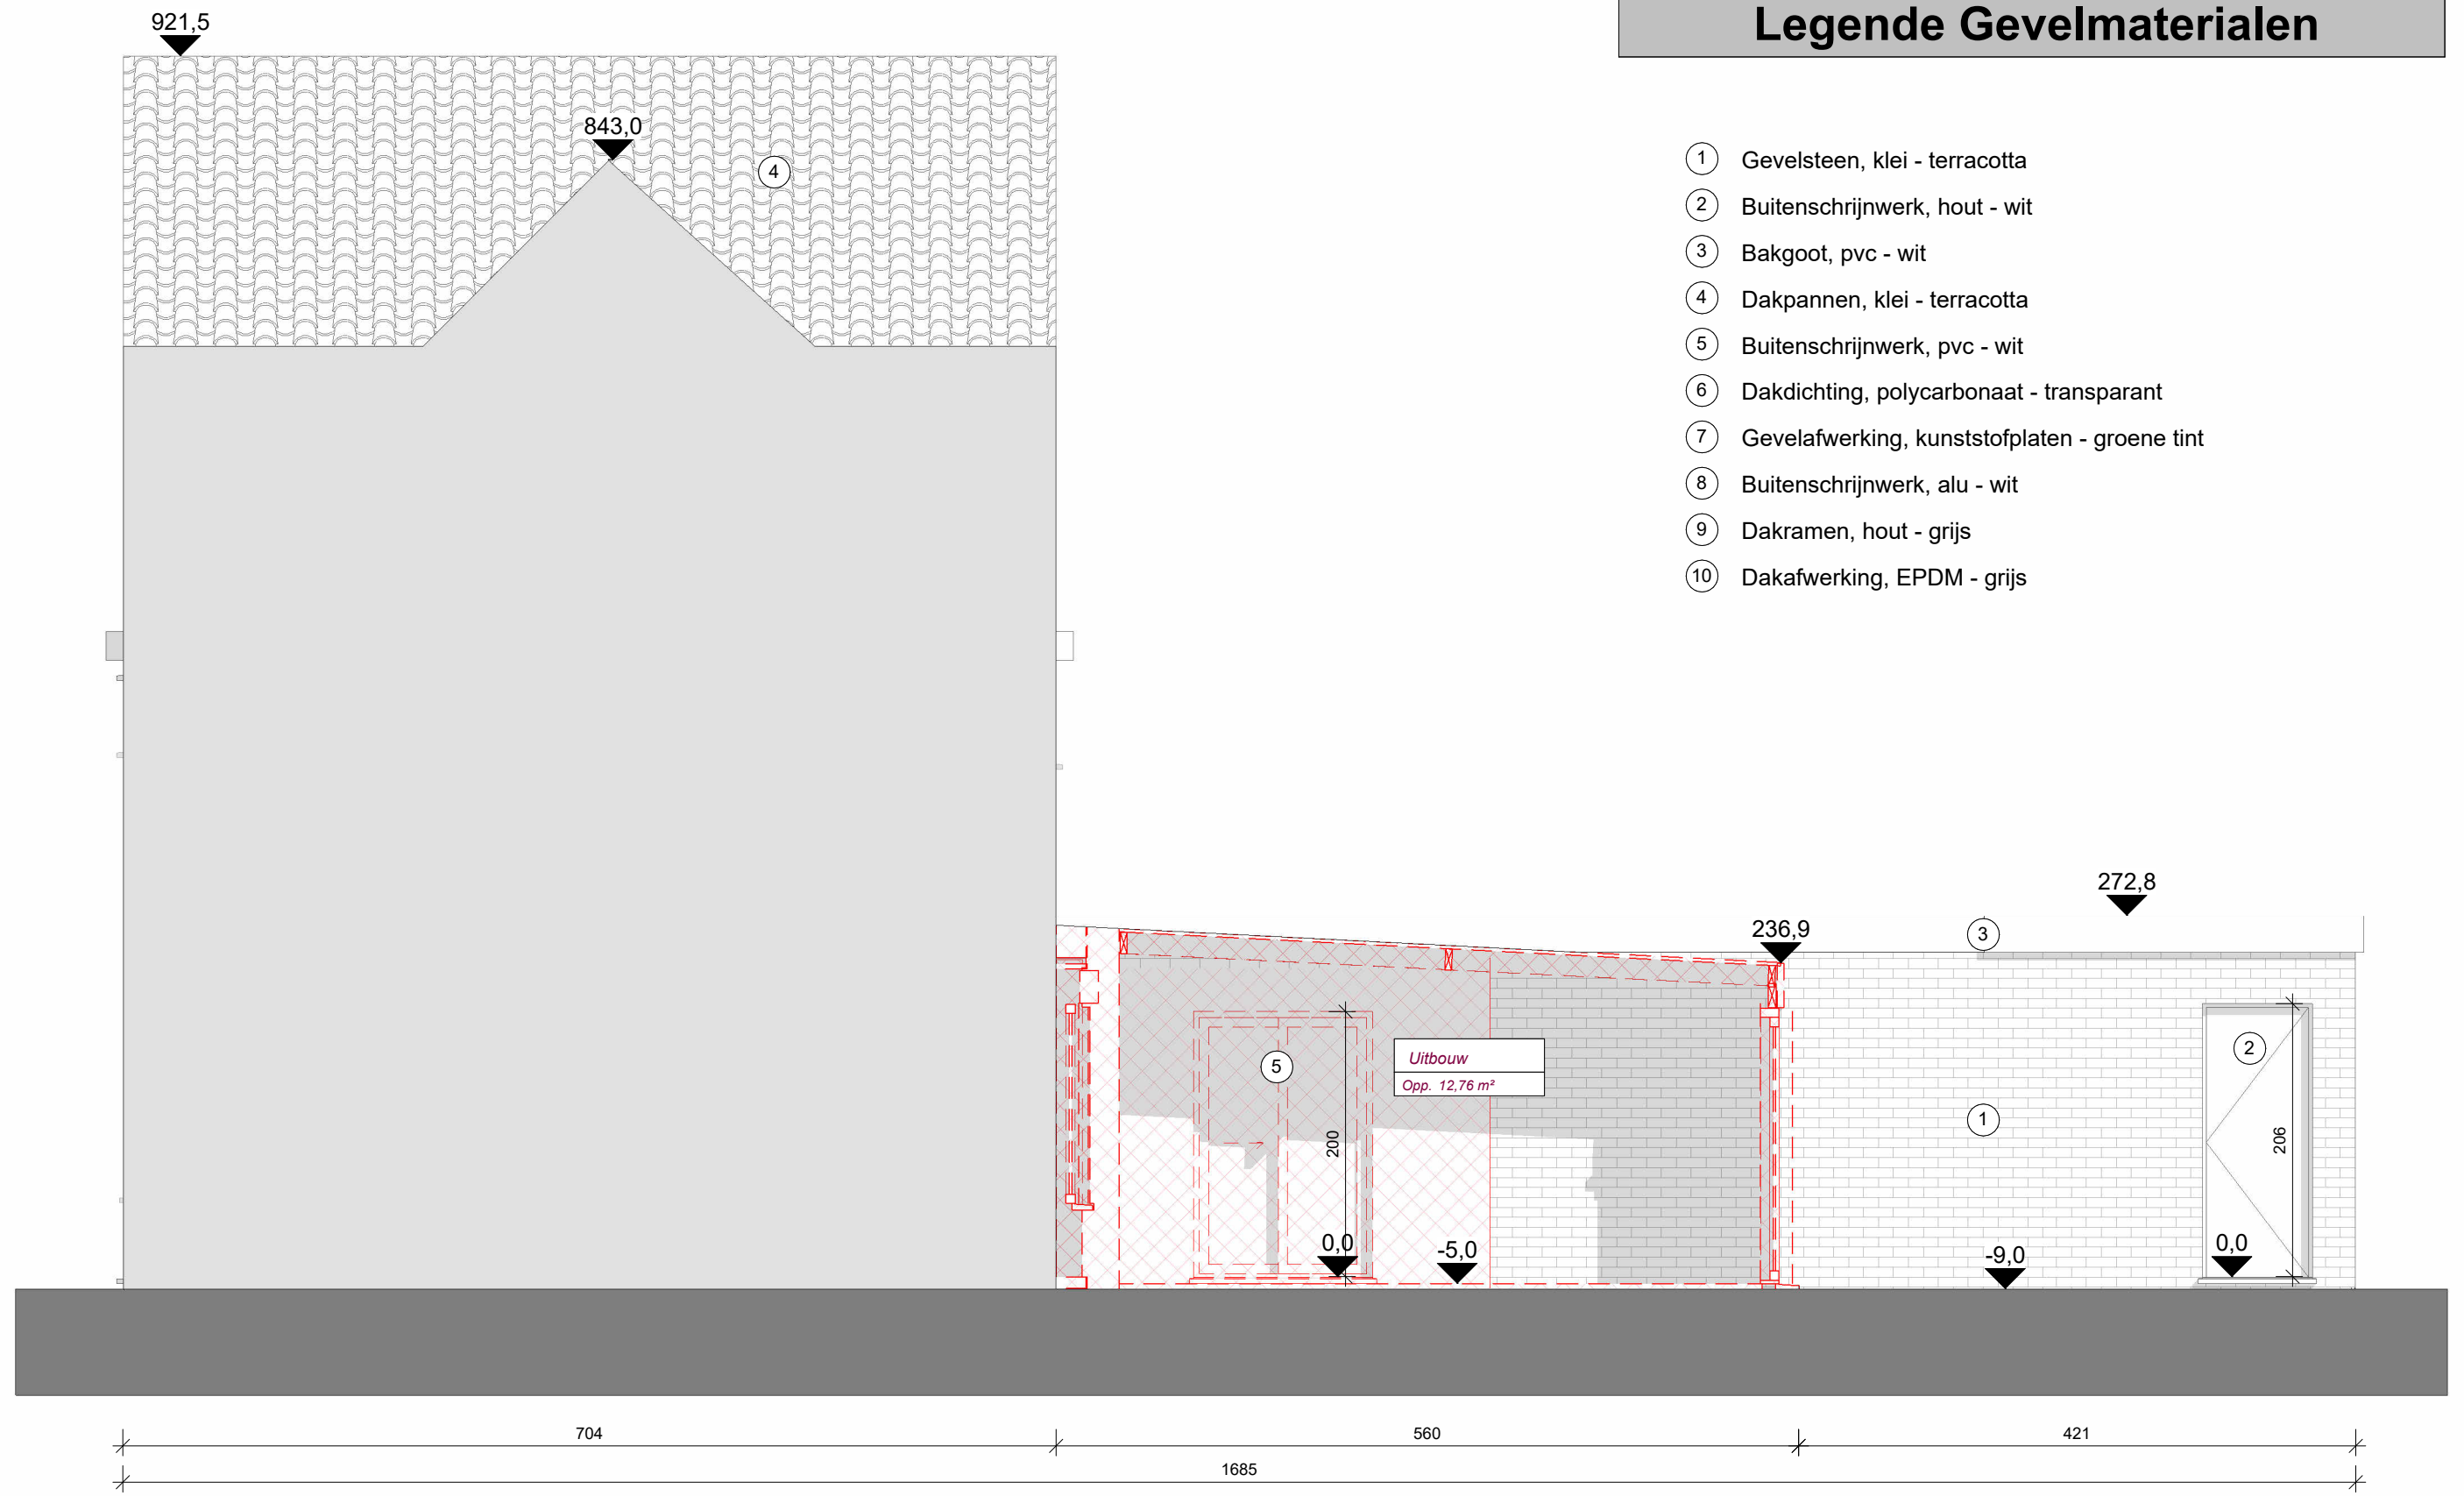 921,5
Legende Gevelmaterialen
843,0
4
1 Gevelsteen, klei - terracotta
2 Buitenschrijnwerk, hout - wit
3 Bakgoot, pvc - wit
4 Dakpannen, klei - terracotta
5 Buitenschrijnwerk, pvc - wit
6 Dakdichting, polycarbonaat - transparant
7 Gevelafwerking, kunststofplaten - groene tint
8 Buitenschrijnwerk, alu - wit
9 Dakramen, hout - grijs
10 Dakafwerking, EPDM - grijs
272,8
236,9
3
5
Uitbouw
Opp. 12,76 m²
2
1
200
206
0,0
-5,0
-9,0
0,0
704
560
421
1685